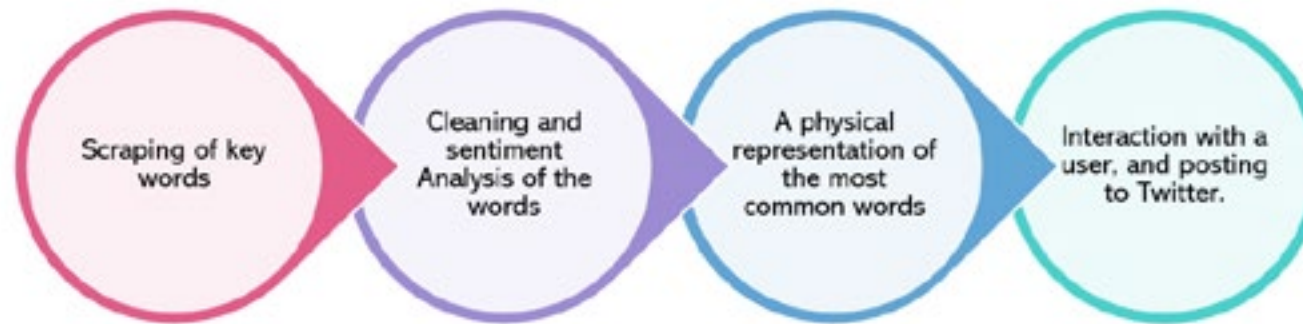 Scraping of key
words
Cleaning and
sentiment
Analysis of the
words
A physical
representation of
the most
common words
Interaction with a
user, and posting
to Twitter.